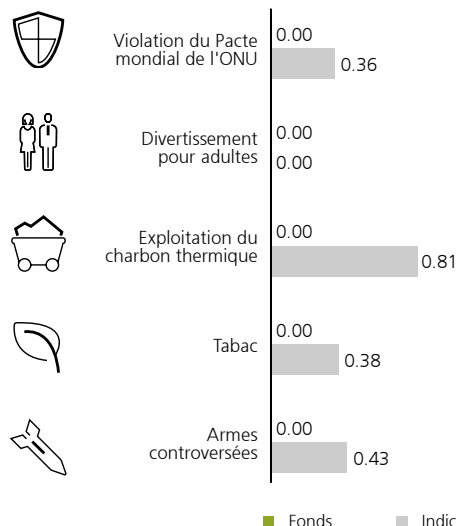 Violation du Pacte
mondial de l'ONU
0.00
0.36
Divertissement
pour adultes
0.00
0.00
Exploitation du
charbon thermique
0.00
0.81
Tabac
0.00
0.38
Armes
controversées
0.00
0.43
Fonds Indic